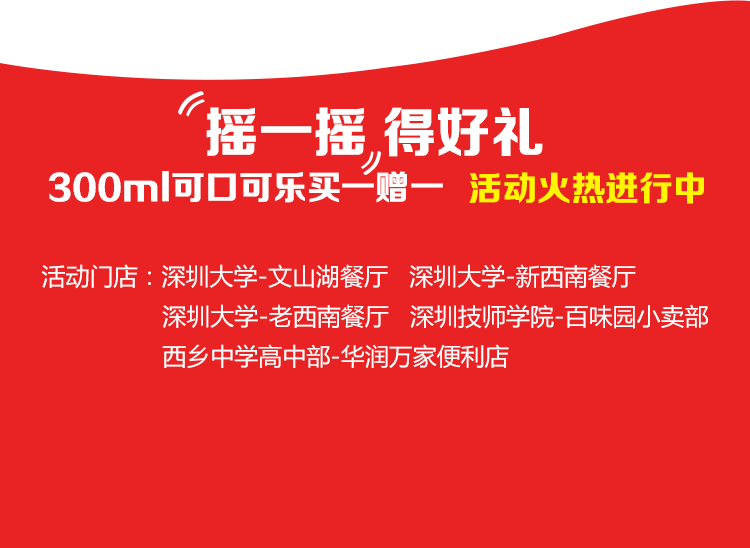 摇一摇 得好礼
300ml可口可乐买一赠一 活动火热进行中
活动门店：深圳大学-文山湖餐厅 深圳大学-新西南餐厅
深圳大学-老西南餐厅 深圳技师学院-百味园小卖部
西乡中学高中部-华润万家便利店